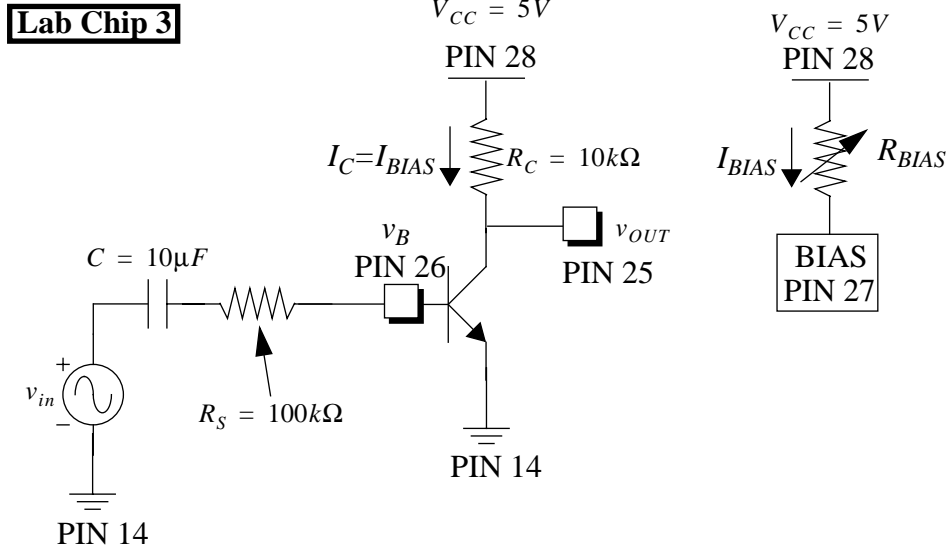 Lab Chip 3
V_CC = 5V
PIN 28
I_C=I_BIAS
R_C = 10kΩ
v_B
PIN 26
v_OUT
PIN 25
C = 10μF
+
v_in
−
R_S = 100kΩ
PIN 14
PIN 14
V_CC = 5V
PIN 28
I_BIAS
R_BIAS
BIAS
PIN 27